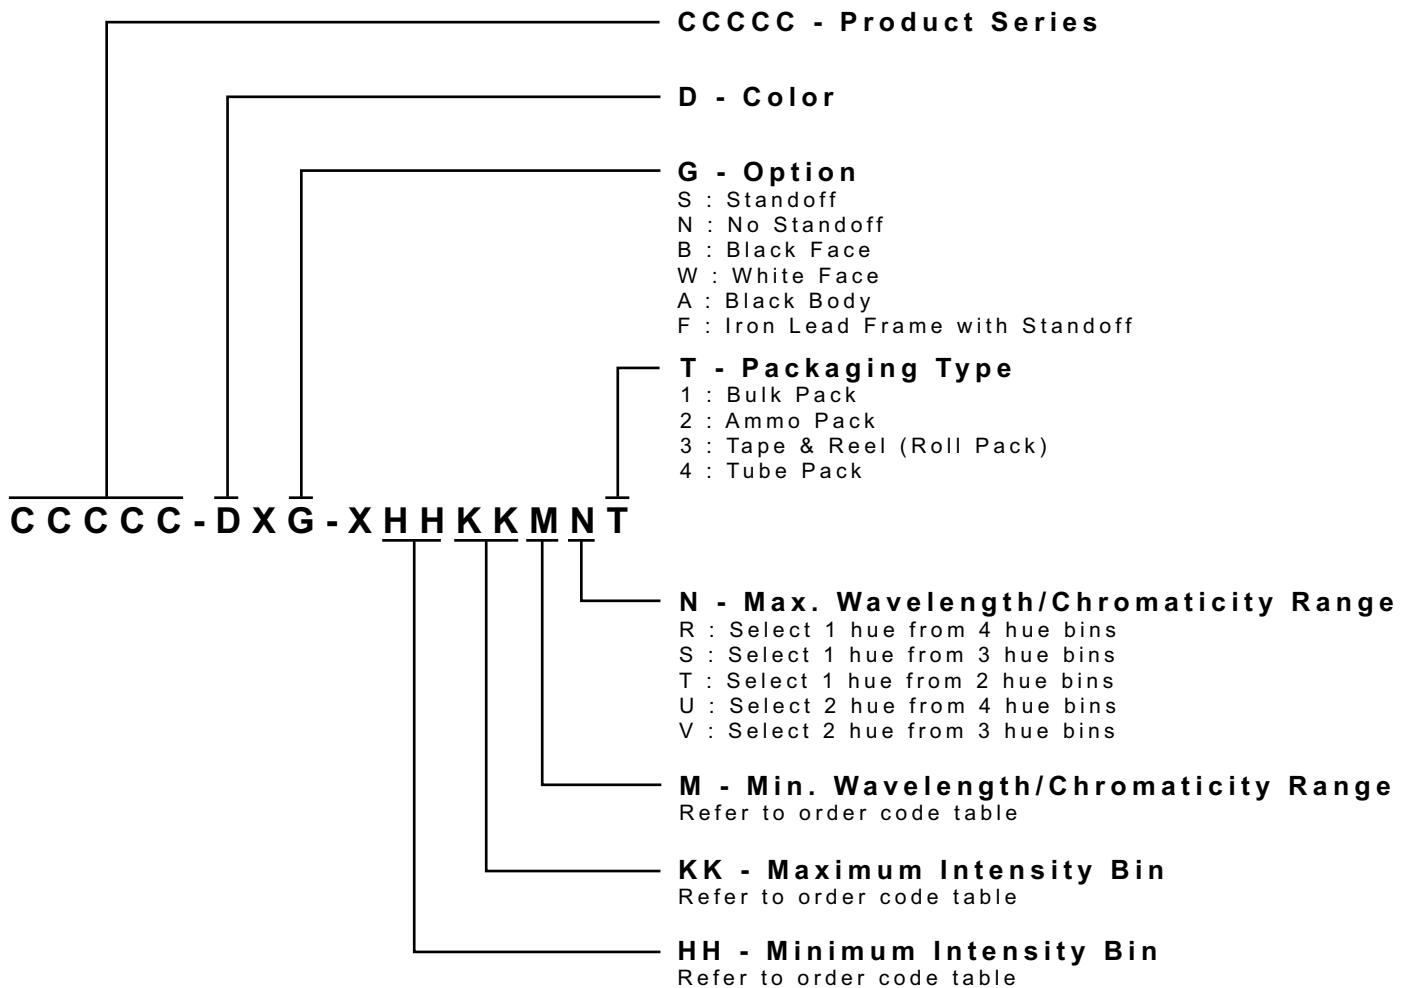 CCCCC - Product Series
D - Color
G - Option
S : Standoff
N : No Standoff
B : Black Face
W : White Face
A : Black Body
F : Iron Lead Frame with Standoff
T - Packaging Type
1 : Bulk Pack
2 : Ammo Pack
3 : Tape & Reel (Roll Pack)
4 : Tube Pack
CCCCC-DXG-XHHKKMNT
N - Max. Wavelength/Chromaticity Range
R : Select 1 hue from 4 hue bins
S : Select 1 hue from 3 hue bins
T : Select 1 hue from 2 hue bins
U : Select 2 hue from 4 hue bins
V : Select 2 hue from 3 hue bins
M - Min. Wavelength/Chromaticity Range
Refer to order code table
KK - Maximum Intensity Bin
Refer to order code table
HH - Minimum Intensity Bin
Refer to order code table